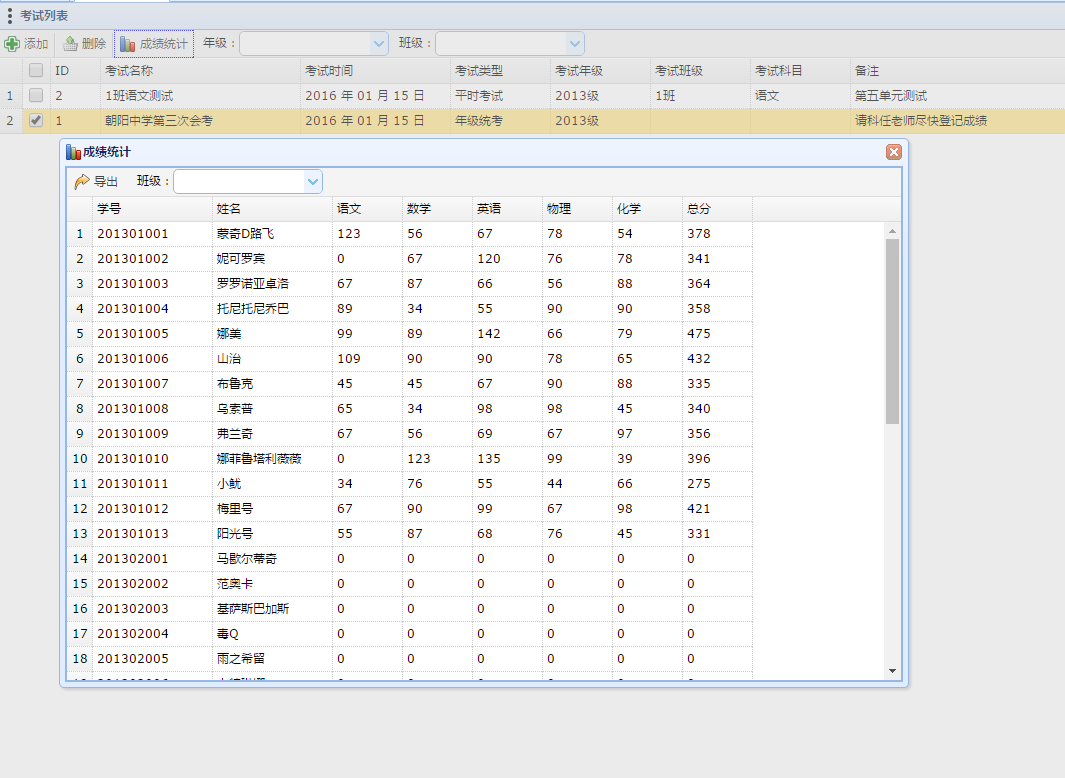 考试列表
添加 删除 成绩统计 年级： 班级：
ID 考试名称 考试时间 考试类型 考试年级 考试班级 考试科目 备注
1 2 1班语文测试 2016 年 01 月 15 日 平时考试 2013级 1班 语文 第五单元测试
2 1 朝阳中学第三次会考 2016 年 01 月 15 日 年级统考 2013级 请科任老师尽快登记成绩
成绩统计
导出 班级：
学号 姓名 语文 数学 英语 物理 化学 总分
1 201301001 蒙奇D路飞 123 56 67 78 54 378
2 201301002 妮可罗宾 0 67 120 76 78 341
3 201301003 罗罗诺亚卓洛 67 87 66 56 88 364
4 201301004 托尼托尼乔巴 89 34 55 90 90 358
5 201301005 娜美 99 89 142 66 79 475
6 201301006 山治 109 90 90 78 65 432
7 201301007 布鲁克 45 45 67 90 88 335
8 201301008 乌索普 65 34 98 98 45 340
9 201301009 弗兰奇 67 56 69 67 97 356
10 201301010 娜菲鲁塔利薇薇 0 123 135 99 39 396
11 201301011 小鱿 34 76 55 44 66 275
12 201301012 梅里号 67 90 99 67 98 421
13 201301013 阳光号 55 87 68 76 45 331
14 201302001 马歇尔蒂奇 0 0 0 0 0 0
15 201302002 范奥卡 0 0 0 0 0 0
16 201302003 基萨斯巴加斯 0 0 0 0 0 0
17 201302004 毒Q 0 0 0 0 0 0
18 201302005 雨之希留 0 0 0 0 0 0